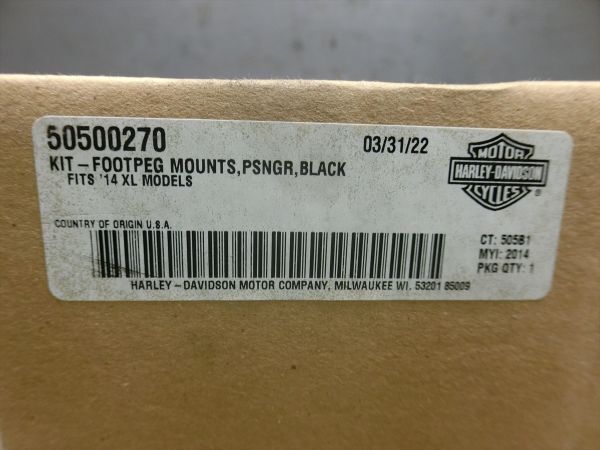 50500270 03/31/22
KIT-FOOTPEG MOUNTS,PSNGR,BLACK
FITS '14 XL MODELS
MOTOR
HARLEY-DAVIDSON
CYCLES
®
COUNTRY OF ORIGIN U.S.A.
CT: 505B1
MYI: 2014
PKG QTY: 1
HARLEY-DAVIDSON MOTOR COMPANY, MILWAUKEE WI. 53201 85009